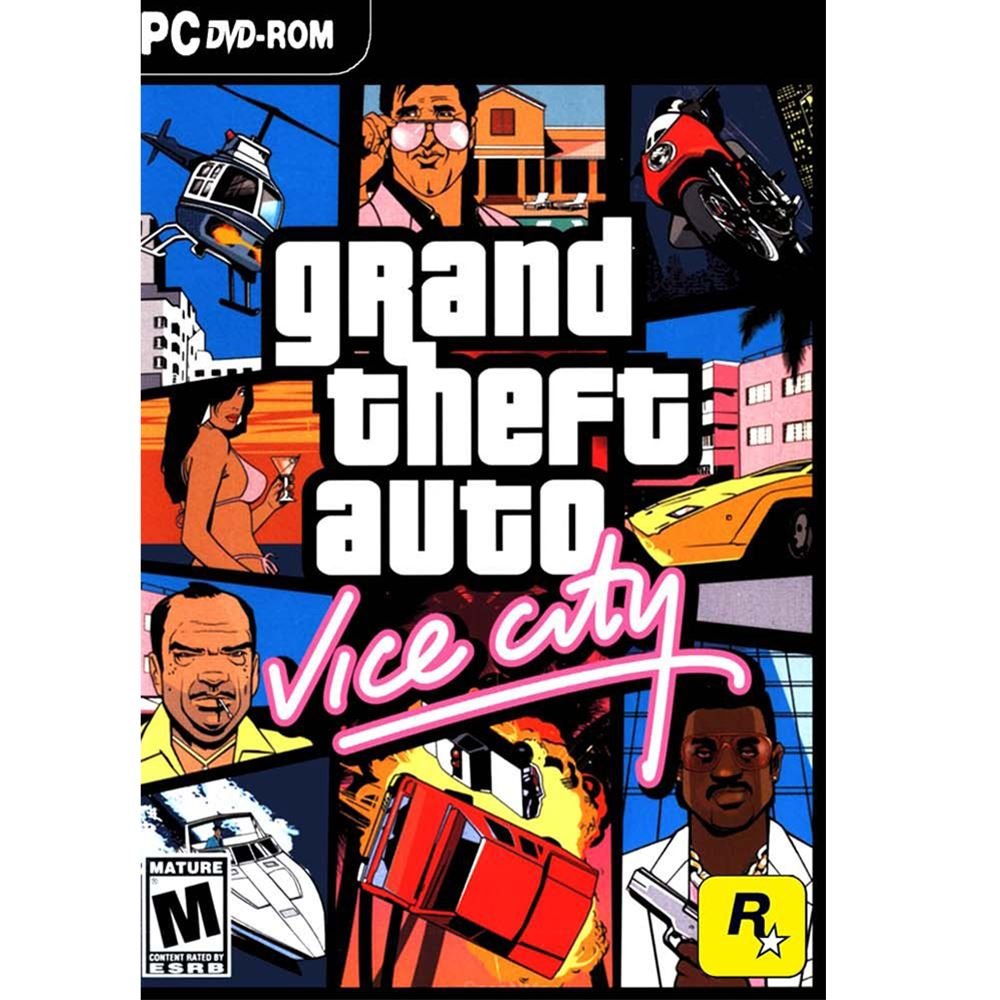 PC DVD-ROM
grand
theft
auto
Vice City
MATURE
M
CONTENT RATED BY
ESRB
R